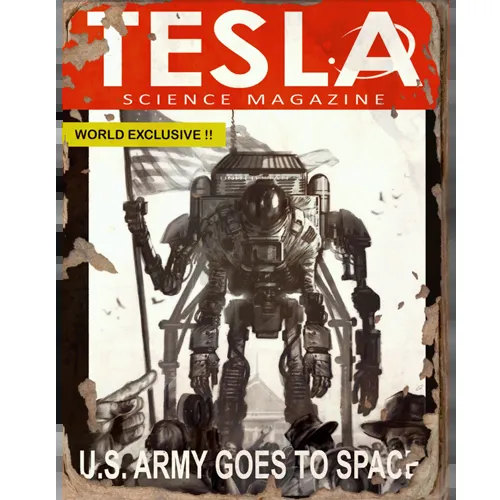 TESLA
SCIENCE MAGAZINE
WORLD EXCLUSIVE !!
U.S. ARMY GOES TO SPACE